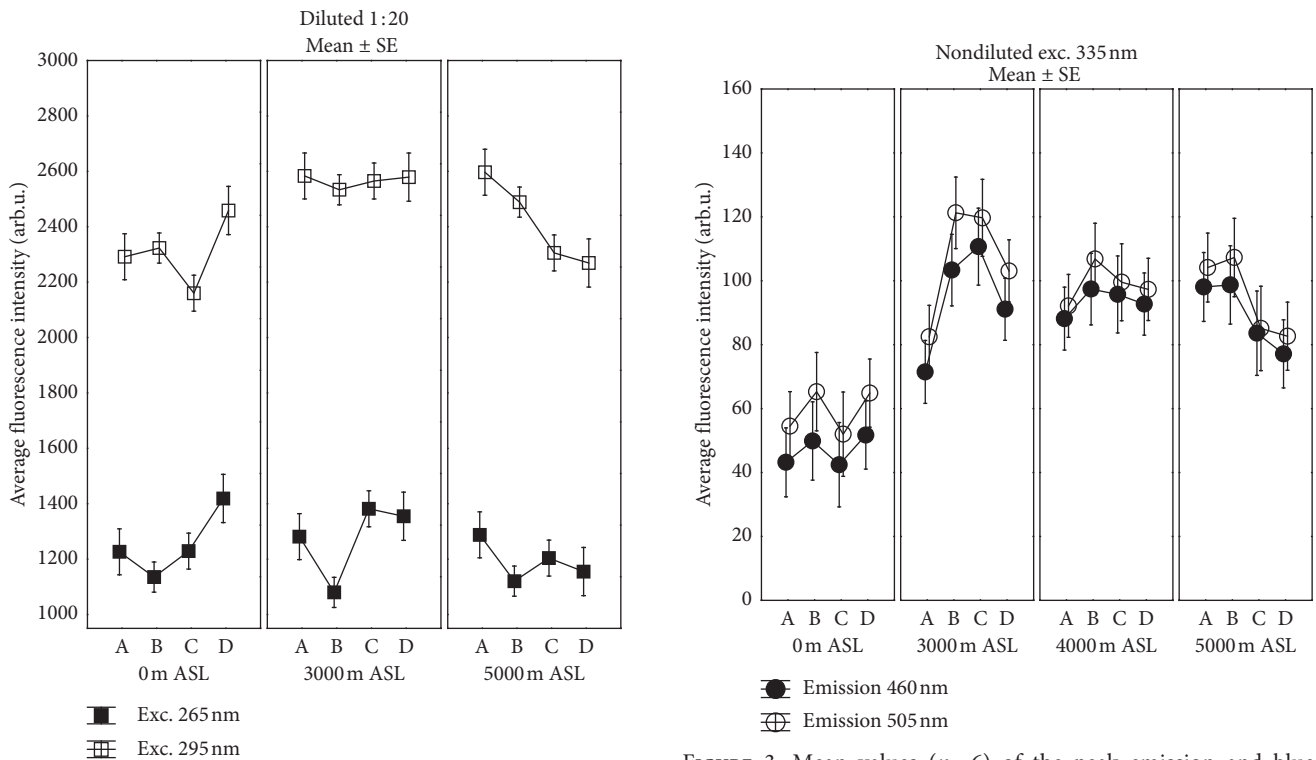 Diluted 1:20
Mean ± SE
3000
2800
2600
2400
2200
2000
1800
1600
1400
1200
1000
Average fluorescence intensity (arb.u.)
A B C D
0 m ASL
A B C D
3000 m ASL
A B C D
5000 m ASL
Exc. 265 nm
Exc. 295 nm
Nondiluted exc. 335 nm
Mean ± SE
160
140
120
100
80
60
40
20
0
Average fluorescence intensity (arb.u.)
A B C D
0 m ASL
A B C D
3000 m ASL
A B C D
4000 m ASL
A B C D
5000 m ASL
Emission 460 nm
Emission 505 nm